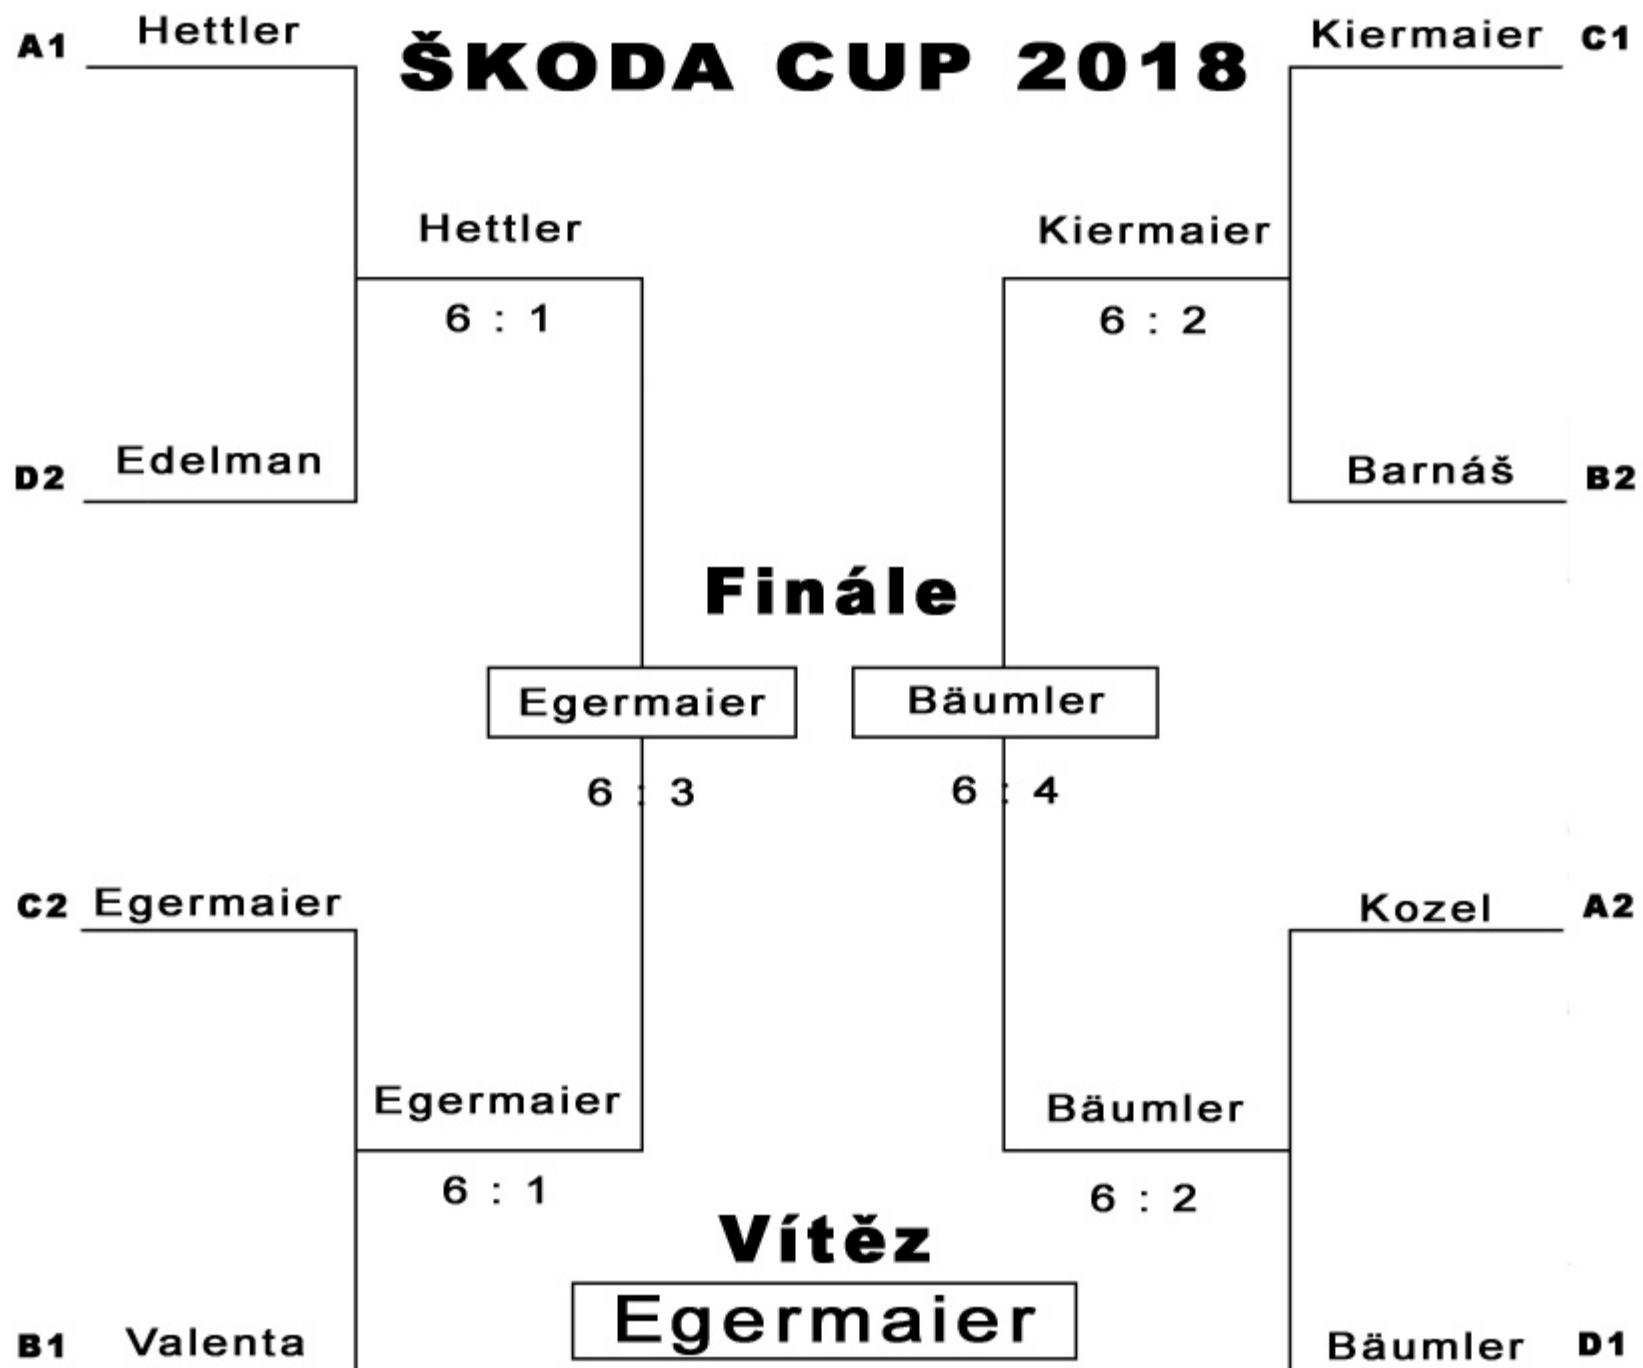 A1 Hettler ŠKODA CUP 2018 Kiermaier C1
Hettler Kiermaier
6 : 1 6 : 2
D2 Edelman Barnáš B2
Finále
Egermaier Bäumler
6 : 3 6 : 4
C2 Egermaier Kozel A2
Egermaier Bäumler
6 : 1 6 : 2
Vítěz
Egermaier
B1 Valenta Bäumler D1